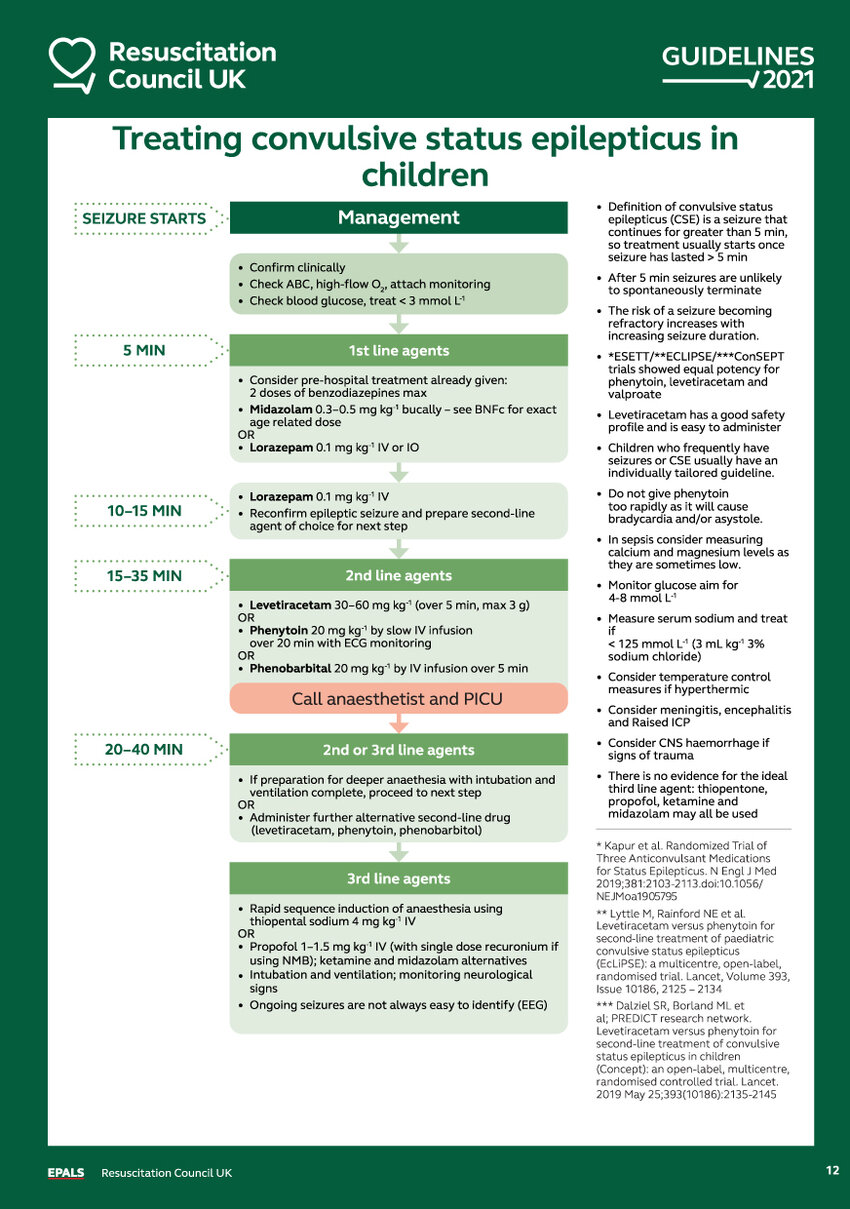 Resuscitation
Council UK
GUIDELINES
2021
Treating convulsive status epilepticus in
children
SEIZURE STARTS
Management
• Confirm clinically
• Check ABC, high-flow O₂, attach monitoring
• Check blood glucose, treat < 3 mmol L⁻¹
5 MIN
1st line agents
• Consider pre-hospital treatment already given:
2 doses of benzodiazepines max
• Midazolam 0.3–0.5 mg kg⁻¹ bucally – see BNFc for exact
age related dose
OR
• Lorazepam 0.1 mg kg⁻¹ IV or IO
10–15 MIN
• Lorazepam 0.1 mg kg⁻¹ IV
• Reconfirm epileptic seizure and prepare second-line
agent of choice for next step
15–35 MIN
2nd line agents
• Levetiracetam 30–60 mg kg⁻¹ (over 5 min, max 3 g)
OR
• Phenytoin 20 mg kg⁻¹ by slow IV infusion
over 20 min with ECG monitoring
OR
• Phenobarbital 20 mg kg⁻¹ by IV infusion over 5 min
Call anaesthetist and PICU
20–40 MIN
2nd or 3rd line agents
• If preparation for deeper anaethesia with intubation and
ventilation complete, proceed to next step
OR
• Administer further alternative second-line drug
(levetiracetam, phenytoin, phenobarbitol)
3rd line agents
• Rapid sequence induction of anaesthesia using
thiopental sodium 4 mg kg⁻¹ IV
OR
• Propofol 1–1.5 mg kg⁻¹ IV (with single dose recuronium if
using NMB); ketamine and midazolam alternatives
• Intubation and ventilation; monitoring neurological
signs
• Ongoing seizures are not always easy to identify (EEG)
• Definition of convulsive status
epilepticus (CSE) is a seizure that
continues for greater than 5 min,
so treatment usually starts once
seizure has lasted > 5 min
• After 5 min seizures are unlikely
to spontaneously terminate
• The risk of a seizure becoming
refractory increases with
increasing seizure duration.
• *ESETT/**ECLIPSE/***ConSEPT
trials showed equal potency for
phenytoin, levetiracetam and
valproate
• Levetiracetam has a good safety
profile and is easy to administer
• Children who frequently have
seizures or CSE usually have an
individually tailored guideline.
• Do not give phenytoin
too rapidly as it will cause
bradycardia and/or asystole.
• In sepsis consider measuring
calcium and magnesium levels as
they are sometimes low.
• Monitor glucose aim for
4-8 mmol L⁻¹
• Measure serum sodium and treat
if
< 125 mmol L⁻¹ (3 mL kg⁻¹ 3%
sodium chloride)
• Consider temperature control
measures if hyperthermic
• Consider meningitis, encephalitis
and Raised ICP
• Consider CNS haemorrhage if
signs of trauma
• There is no evidence for the ideal
third line agent: thiopentone,
propofol, ketamine and
midazolam may all be used
* Kapur et al. Randomized Trial of
Three Anticonvulsant Medications
for Status Epilepticus. N Engl J Med
2019;381:2103-2113.doi:10.1056/
NEJMoa1905795
** Lyttle M, Rainford NE et al.
Levetiracetam versus phenytoin for
second-line treatment of paediatric
convulsive status epilepticus
(EcLiPSE): a multicentre, open-label,
randomised trial. Lancet, Volume 393,
Issue 10186, 2125 – 2134
*** Dalziel SR, Borland ML et
al; PREDICT research network.
Levetiracetam versus phenytoin for
second-line treatment of convulsive
status epilepticus in children
(Concept): an open-label, multicentre,
randomised controlled trial. Lancet.
2019 May 25;393(10186):2135-2145
EPALS Resuscitation Council UK
12